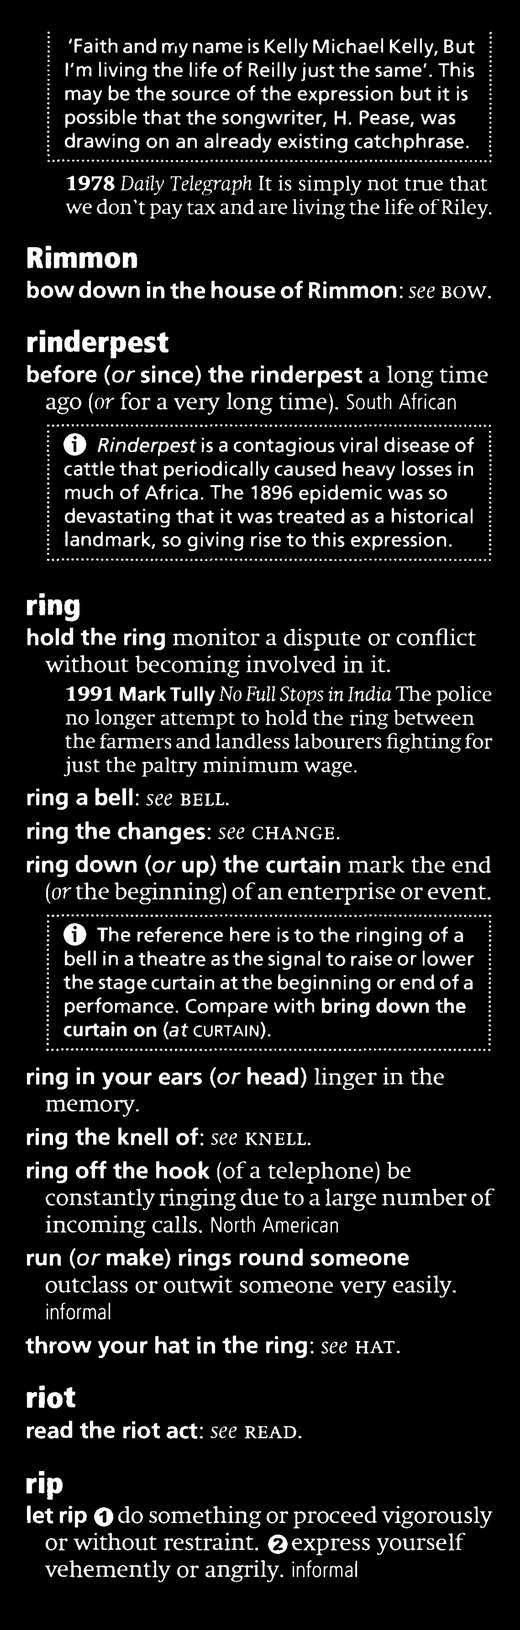 'Faith and my name is Kelly Michael Kelly, But
I'm living the life of Reilly just the same'. This
may be the source of the expression but it is
possible that the songwriter, H. Pease, was
drawing on an already existing catchphrase.
1978 Daily Telegraph It is simply not true that
we don't pay tax and are living the life of Riley.
Rimmon
bow down in the house of Rimmon: see BOW.
rinderpest
before (or since) the rinderpest a long time
ago (or for a very long time). South African
i Rinderpest is a contagious viral disease of
cattle that periodically caused heavy losses in
much of Africa. The 1896 epidemic was so
devastating that it was treated as a historical
landmark, so giving rise to this expression.
ring
hold the ring monitor a dispute or conflict
without becoming involved in it.
1991 Mark Tully No Full Stops in India The police
no longer attempt to hold the ring between
the farmers and landless labourers fighting for
just the paltry minimum wage.
ring a bell: see BELL.
ring the changes: see CHANGE.
ring down (or up) the curtain mark the end
(or the beginning) of an enterprise or event.
i The reference here is to the ringing of a
bell in a theatre as the signal to raise or lower
the stage curtain at the beginning or end of a
perfomance. Compare with bring down the
curtain on (at CURTAIN).
ring in your ears (or head) linger in the
memory.
ring the knell of: see KNELL.
ring off the hook (of a telephone) be
constantly ringing due to a large number of
incoming calls. North American
run (or make) rings round someone
outclass or outwit someone very easily.
informal
throw your hat in the ring: see HAT.
riot
read the riot act: see READ.
rip
let rip 1 do something or proceed vigorously
or without restraint. 2 express yourself
vehemently or angrily. informal